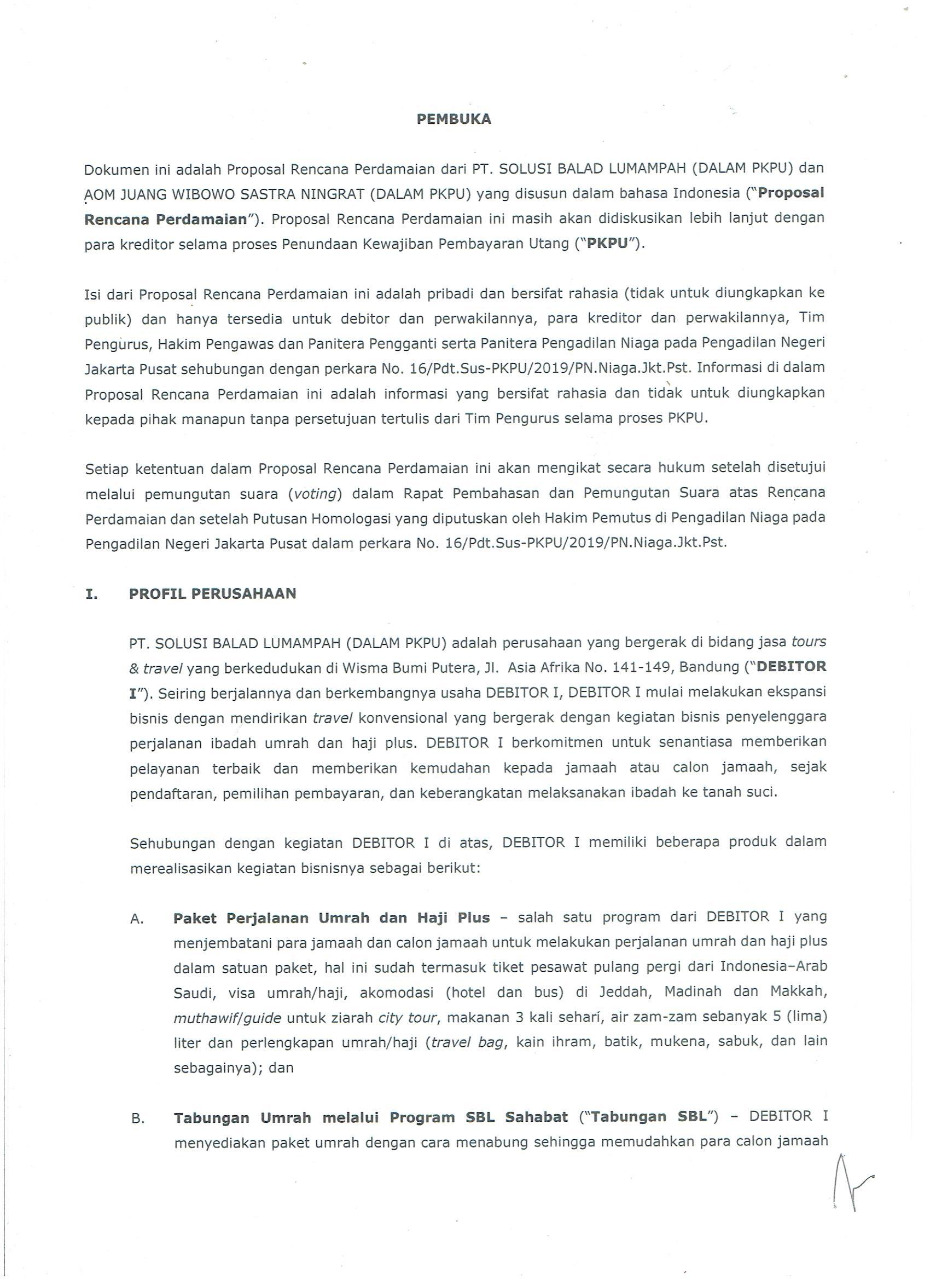 PEMBUKA
Dokumen ini adalah Proposal Rencana Perdamaian dari PT. SOLUSI BALAD LUMAMPAH (DALAM PKPU) dan
AOM JUANG WIBOWO SASTRA NINGRAT (DALAM PKPU) yang disusun dalam bahasa Indonesia ("Proposal
Rencana Perdamaian"). Proposal Rencana Perdamaian ini masih akan didiskusikan lebih lanjut dengan
para kreditor selama proses Penundaan Kewajiban Pembayaran Utang ("PKPU").
Isi dari Proposal Rencana Perdamaian ini adalah pribadi dan bersifat rahasia (tidak untuk diungkapkan ke
publik) dan hanya tersedia untuk debitor dan perwakilannya, para kreditor dan perwakilannya, Tim
Pengurus, Hakim Pengawas dan Panitera Pengganti serta Panitera Pengadilan Niaga pada Pengadilan Negeri
Jakarta Pusat sehubungan dengan perkara No. 16/Pdt.Sus-PKPU/2019/PN.Niaga.Jkt.Pst. Informasi di dalam
Proposal Rencana Perdamaian ini adalah informasi yang bersifat rahasia dan tidak untuk diungkapkan
kepada pihak manapun tanpa persetujuan tertulis dari Tim Pengurus selama proses PKPU.
Setiap ketentuan dalam Proposal Rencana Perdamaian ini akan mengikat secara hukum setelah disetujui
melalui pemungutan suara (voting) dalam Rapat Pembahasan dan Pemungutan Suara atas Rencana
Perdamaian dan setelah Putusan Homologasi yang diputuskan oleh Hakim Pemutus di Pengadilan Niaga pada
Pengadilan Negeri Jakarta Pusat dalam perkara No. 16/Pdt.Sus-PKPU/2019/PN.Niaga.Jkt.Pst.
I. PROFIL PERUSAHAAN
PT. SOLUSI BALAD LUMAMPAH (DALAM PKPU) adalah perusahaan yang bergerak di bidang jasa tours
& travel yang berkedudukan di Wisma Bumi Putera, Jl. Asia Afrika No. 141-149, Bandung ("DEBITOR
I"). Seiring berjalannya dan berkembangnya usaha DEBITOR I, DEBITOR I mulai melakukan ekspansi
bisnis dengan mendirikan travel konvensional yang bergerak dengan kegiatan bisnis penyelenggara
perjalanan ibadah umrah dan haji plus. DEBITOR I berkomitmen untuk senantiasa memberikan
pelayanan terbaik dan memberikan kemudahan kepada jamaah atau calon jamaah, sejak
pendaftaran, pemilihan pembayaran, dan keberangkatan melaksanakan ibadah ke tanah suci.
Sehubungan dengan kegiatan DEBITOR I di atas, DEBITOR I memiliki beberapa produk dalam
merealisasikan kegiatan bisnisnya sebagai berikut:
A. Paket Perjalanan Umrah dan Haji Plus – salah satu program dari DEBITOR I yang
menjembatani para jamaah dan calon jamaah untuk melakukan perjalanan umrah dan haji plus
dalam satuan paket, hal ini sudah termasuk tiket pesawat pulang pergi dari Indonesia–Arab
Saudi, visa umrah/haji, akomodasi (hotel dan bus) di Jeddah, Madinah dan Makkah,
muthawif/guide untuk ziarah city tour, makanan 3 kali sehari, air zam-zam sebanyak 5 (lima)
liter dan perlengkapan umrah/haji (travel bag, kain ihram, batik, mukena, sabuk, dan lain
sebagainya); dan
B. Tabungan Umrah melalui Program SBL Sahabat ("Tabungan SBL") – DEBITOR I
menyediakan paket umrah dengan cara menabung sehingga memudahkan para calon jamaah